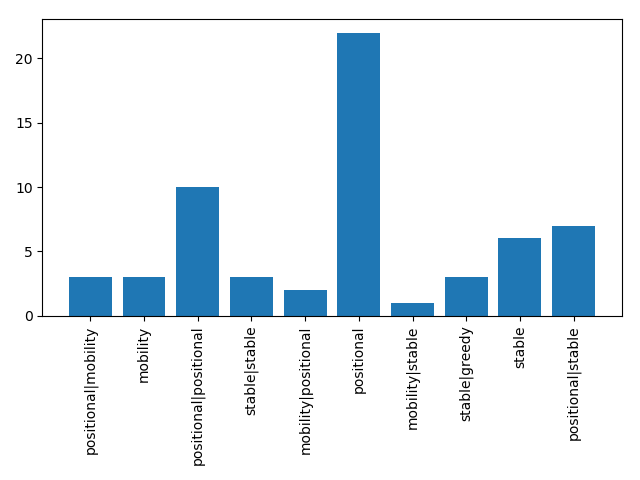 20
15
10
5
0
positional|mobility
mobility
positional|positional
stable|stable
mobility|positional
positional
mobility|stable
stable|greedy
stable
positional|stable